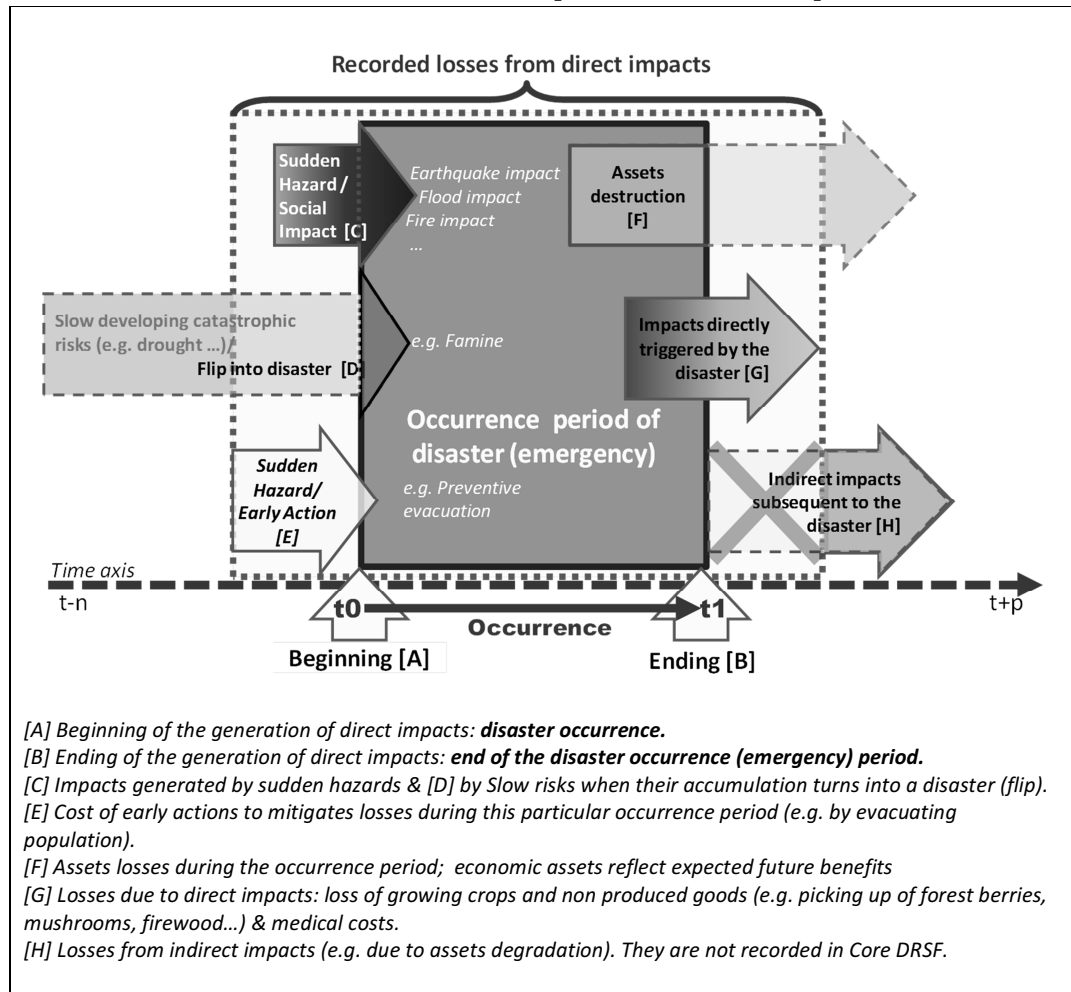 Recorded losses from direct impacts
Sudden
Hazard /
Social
Impact [C]
Earthquake impact
Flood impact
Fire impact
...
Assets
destruction
[F]
Slow developing catastrophic
risks (e.g. drought ...)/
Flip into disaster [D]
e.g. Famine
Impacts directly
triggered by the
disaster [G]
Occurrence period of
disaster (emergency)
e.g. Preventive
evacuation
Sudden
Hazard/
Early Action
[E]
Indirect impacts
subsequent to the
disaster [H]
Time axis
t-n
t+p
t0
t1
Occurrence
Beginning [A]
Ending [B]
[A] Beginning of the generation of direct impacts: disaster occurrence.
[B] Ending of the generation of direct impacts: end of the disaster occurrence (emergency) period.
[C] Impacts generated by sudden hazards & [D] by Slow risks when their accumulation turns into a disaster (flip).
[E] Cost of early actions to mitigates losses during this particular occurrence period (e.g. by evacuating
population).
[F] Assets losses during the occurrence period; economic assets reflect expected future benefits
[G] Losses due to direct impacts: loss of growing crops and non produced goods (e.g. picking up of forest berries,
mushrooms, firewood...) & medical costs.
[H] Losses from indirect impacts (e.g. due to assets degradation). They are not recorded in Core DRSF.